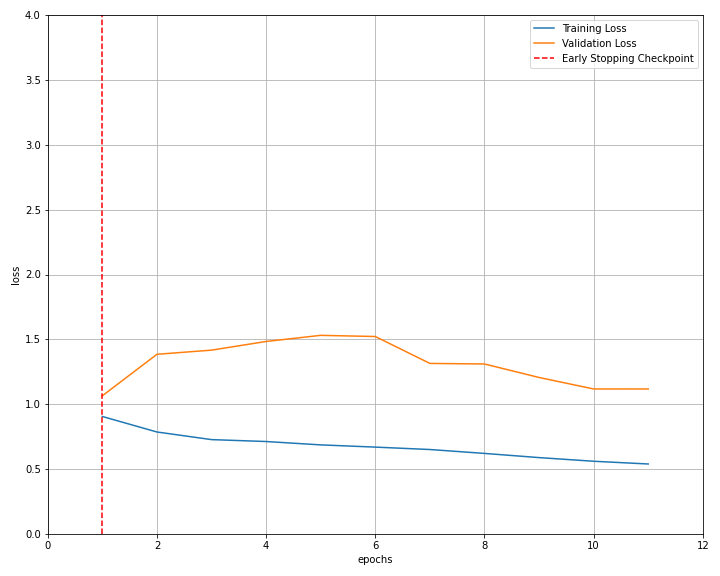 4.0
3.5
3.0
2.5
2.0
1.5
1.0
0.5
0.0
loss
Training Loss
Validation Loss
Early Stopping Checkpoint
0 2 4 6 8 10 12
epochs